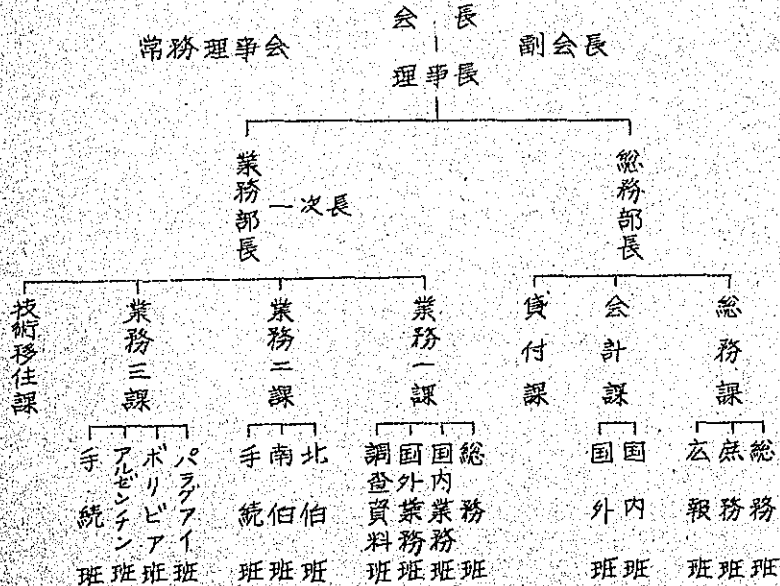 会長
常務理事会
副会長
理事長
総務部長
業務部長
次長
総務課
会計課
貸付課
業務一課
業務二課
業務三課
技術移住課
総務班
庶務班
広報班
国内班
国外班
総務班
国内業務班
国外業務班
調査資料班
北伯班
南伯班
手続班
パラグアイ班
ボリビア班
アルゼンチン班
手続班